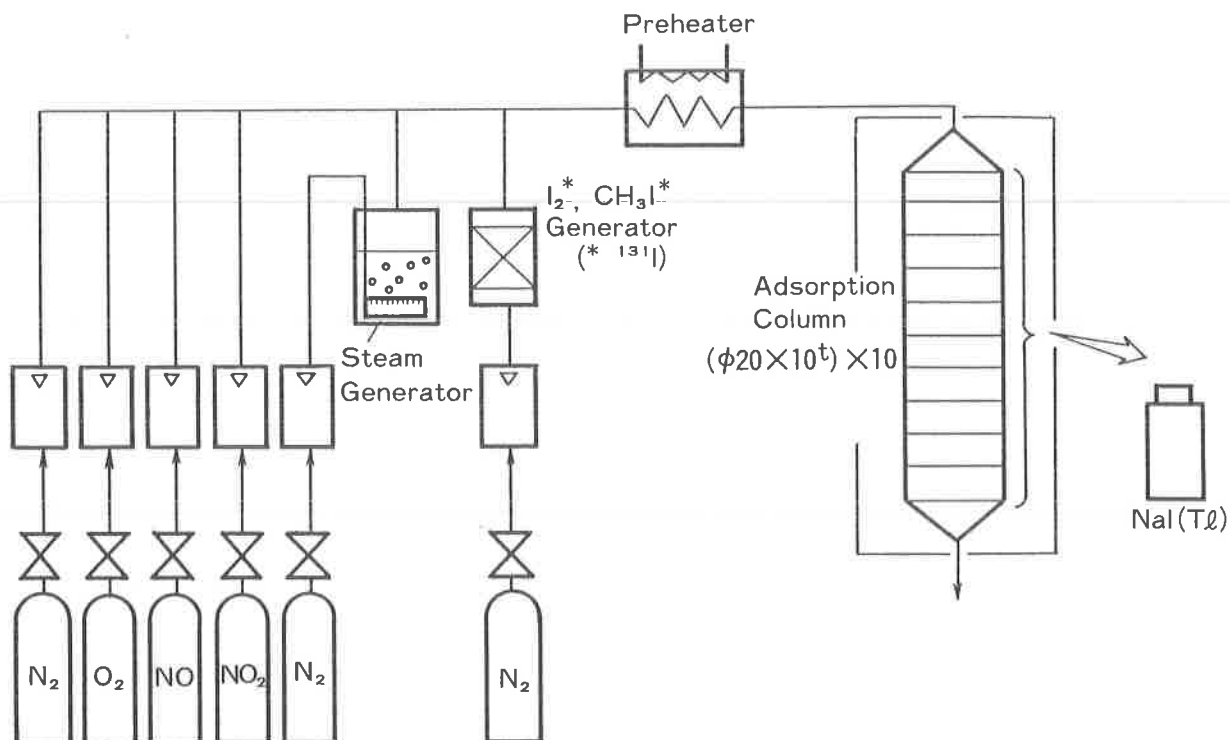 Preheater
I₂*, CH₃I*
Generator
(* ¹³¹I)
Adsorption
Column
(ϕ20×10ᵗ)×10
Steam
Generator
NaI(Tℓ)
N₂
O₂
NO
NO₂
N₂
N₂